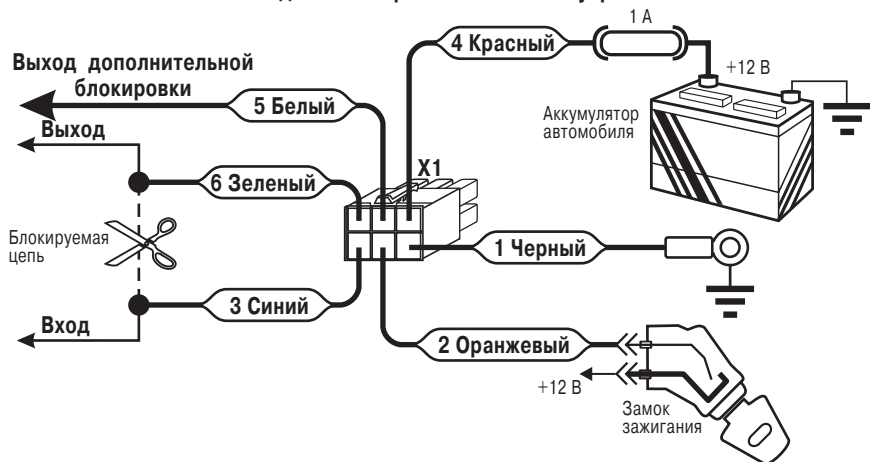 1 А
4 Красный
+12 В
Выход дополнительной
блокировки
5 Белый
Аккумулятор
автомобиля
Выход
6 Зеленый
X1
Блокируемая
цепь
1 Черный
3 Синий
Вход
2 Оранжевый
+12 В
Замок
зажигания